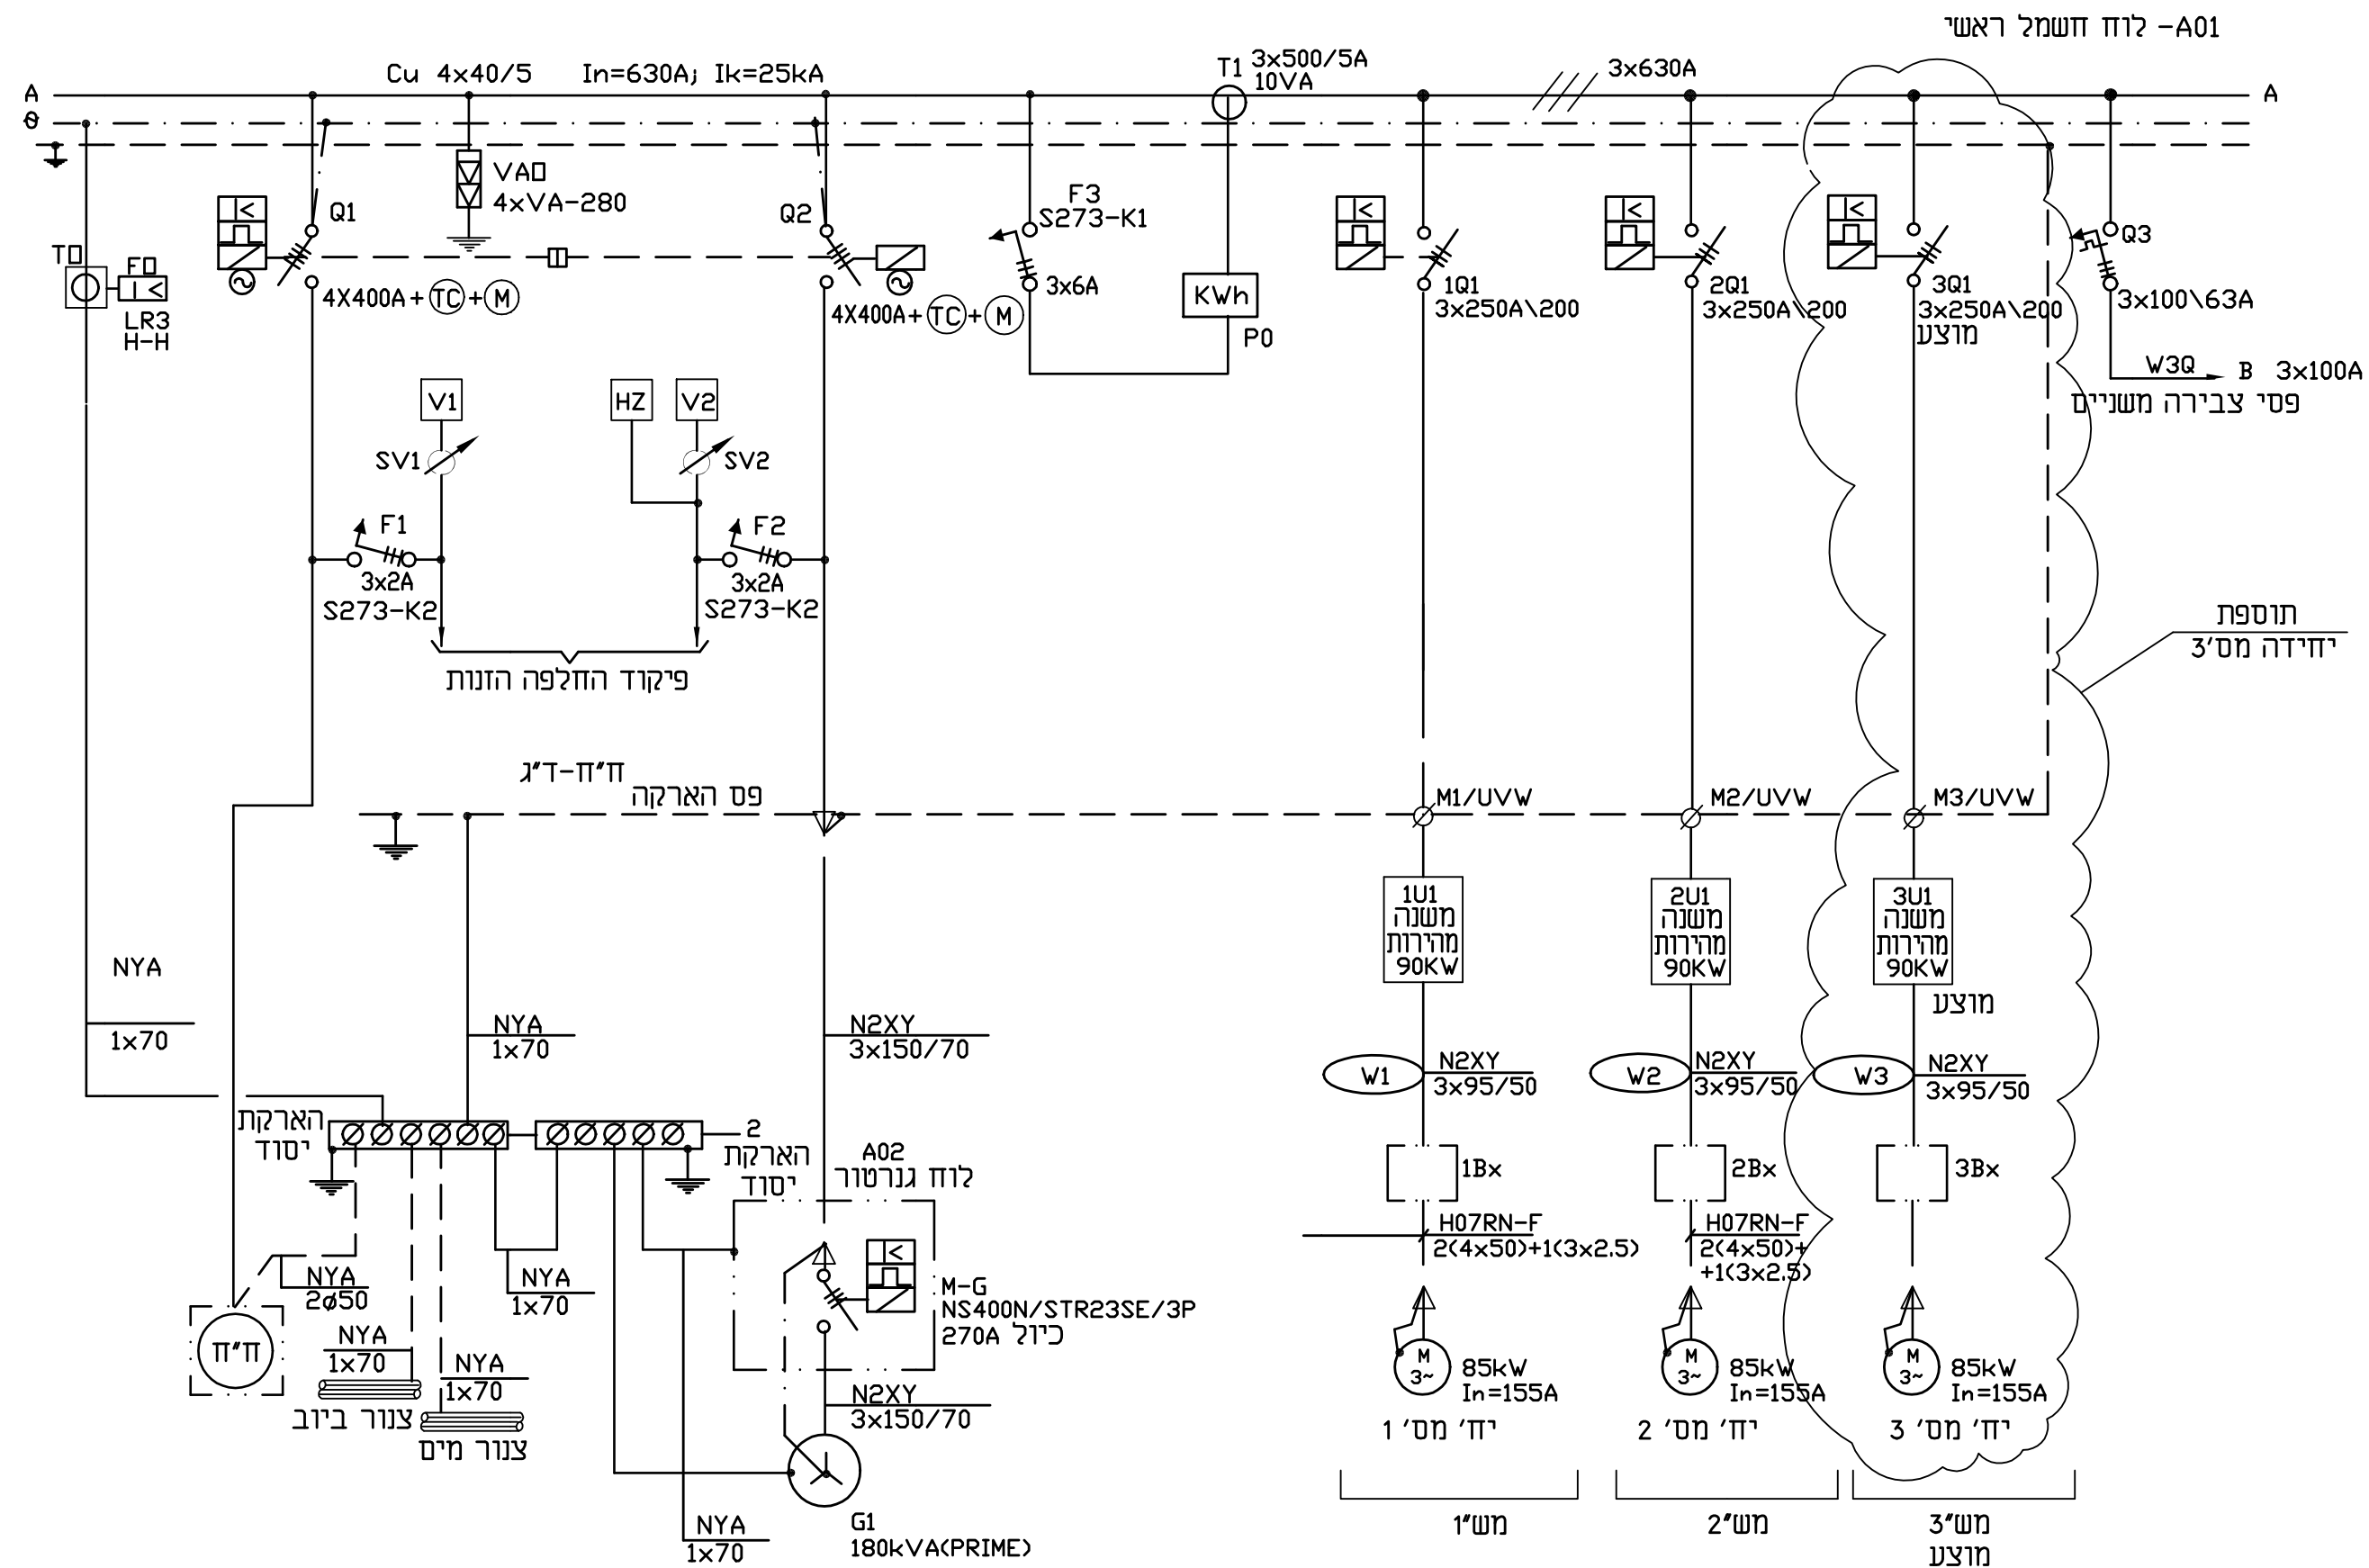 A01- לוח חשמל ראשי
Cu 4x40/5 In=630A; Ik=25kA
T1 3x500/5A
10VA
3x630A
A
A
0
VA0
4xVA-280
Q1
Q2
F3
S273-K1
3x6A
KWh
P0
T0
F0
I<
LR3
H-H
I<
4X400A+ TC + M
4X400A+ TC + M
I<
1Q1
3x250A\200
I<
2Q1
3x250A\200
I<
3Q1
3x250A\200
מוצע
Q3
3x100\63A
W3Q
B 3x100A
פסי צבירה משניים
V1
HZ
V2
SV1
SV2
F1
3x2A
S273-K2
F2
3x2A
S273-K2
פיקוד החלפה הזנות
תוספת
יחידה מס'3
ח"ח-ד"ג
פס הארקה
M1/UVW
M2/UVW
M3/UVW
1U1
משנה
מהירות
90KW
2U1
משנה
מהירות
90KW
3U1
משנה
מהירות
90KW
מוצע
NYA
1x70
NYA
1x70
N2XY
3x150/70
W1
N2XY
3x95/50
W2
N2XY
3x95/50
W3
N2XY
3x95/50
הארקת
יסוד
2
הארקת
יסוד
A02
לוח גנרטור
1Bx
2Bx
3Bx
H07RN-F
2(4x50)+1(3x2.5)
H07RN-F
2(4x50)+
+1(3x2.5)
NYA
2ø50
NYA
1x70
I<
M-G
NS400N/STR23SE/3P
כיול 270A
ח"ח
NYA
1x70
NYA
1x70
צנור ביוב
צנור מים
N2XY
3x150/70
M
3~
85kW
In=155A
יח' מס' 1
M
3~
85kW
In=155A
יח' מס' 2
M
3~
85kW
In=155A
יח' מס' 3
NYA
1x70
G1
180kVA(PRIME)
מש"1
מש"2
מש"3
מוצע